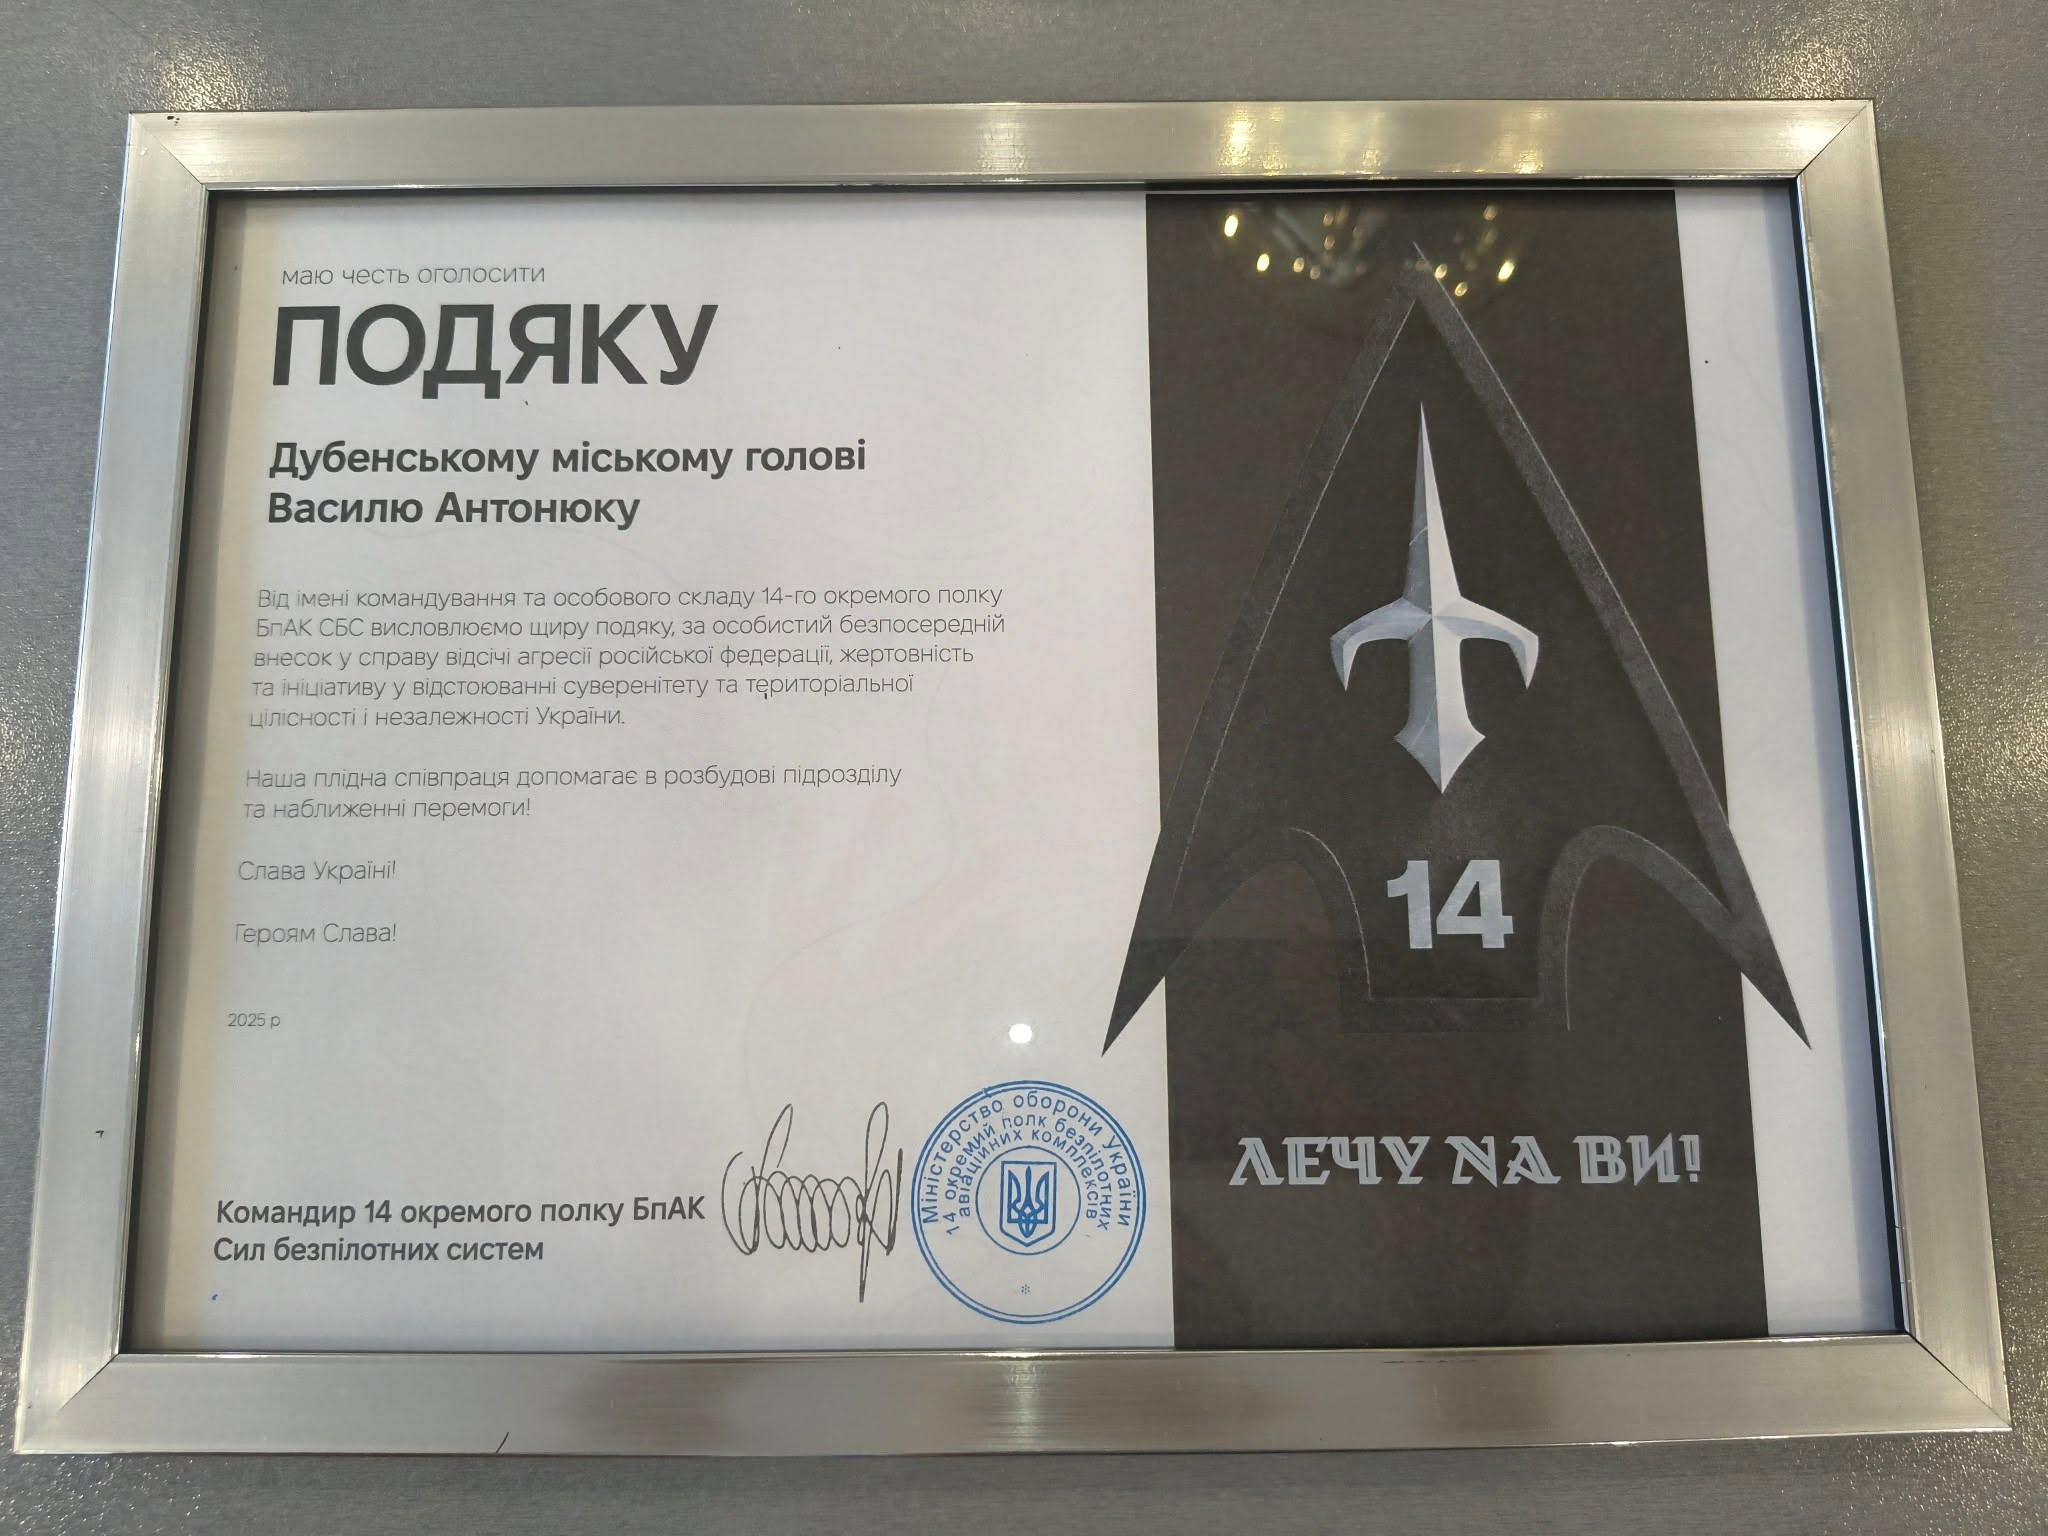 маю честь оголосити
ПОДЯКУ
Дубенському міському голові
Василю Антонюку
Від імені командування та особового складу 14-го окремого полку
БпАК СБС висловлюємо щиру подяку, за особистий безпосередній
внесок у справу відсічі агресії російської федерації, жертовність
та ініціативу у відстоюванні суверенітету та територіальної
цілісності і незалежності України.
Наша плідна співпраця допомагає в розбудові підрозділу
та наближенні перемоги!
Слава Україні!
Героям Слава!
2025 р
Командир 14 окремого полку БпАК
Сил безпілотних систем
Міністерство оборони України
14 окремий полк безпілотних
авіаційних комплексів
14
ЛЕЧУ NА ВИ!